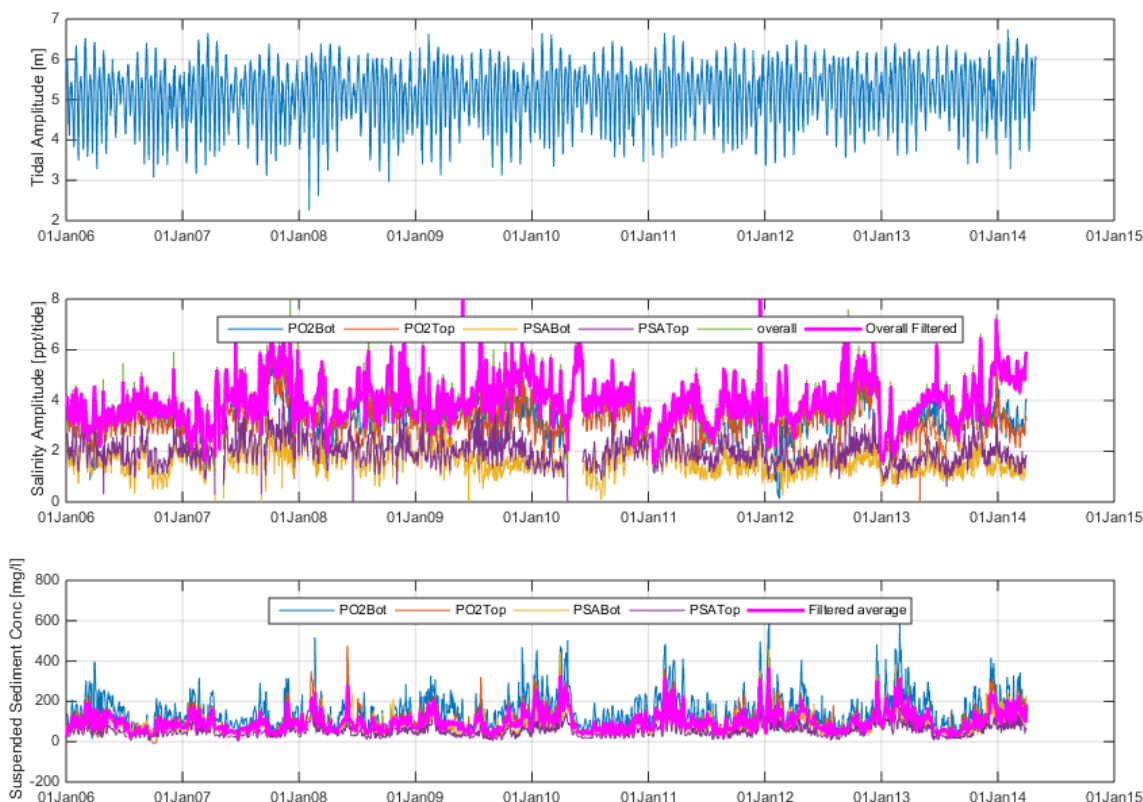 Tidal Amplitude [m]
7
6
5
4
3
2
01Jan06 01Jan07 01Jan08 01Jan09 01Jan10 01Jan11 01Jan12 01Jan13 01Jan14 01Jan15
Salinity Amplitude [ppt/tide]
8
6
4
2
0
PO2Bot PO2Top PSABot PSATop overall Overall Filtered
01Jan06 01Jan07 01Jan08 01Jan09 01Jan10 01Jan11 01Jan12 01Jan13 01Jan14 01Jan15
Suspended Sediment Conc [mg/l]
800
600
400
200
0
-200
PO2Bot PO2Top PSABot PSATop Filtered average
01Jan06 01Jan07 01Jan08 01Jan09 01Jan10 01Jan11 01Jan12 01Jan13 01Jan14 01Jan15